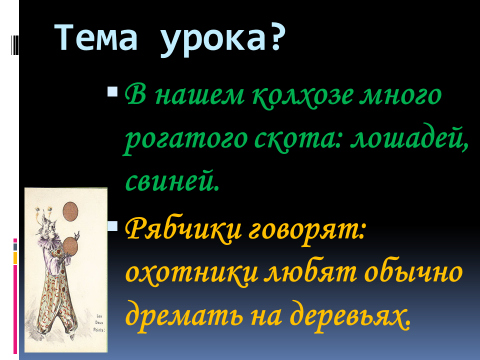 Тема урока?
В нашем колхозе много
рогатого скота: лошадей,
свиней.
Рябчики говорят:
охотники любят обычно
дремать на деревьях.